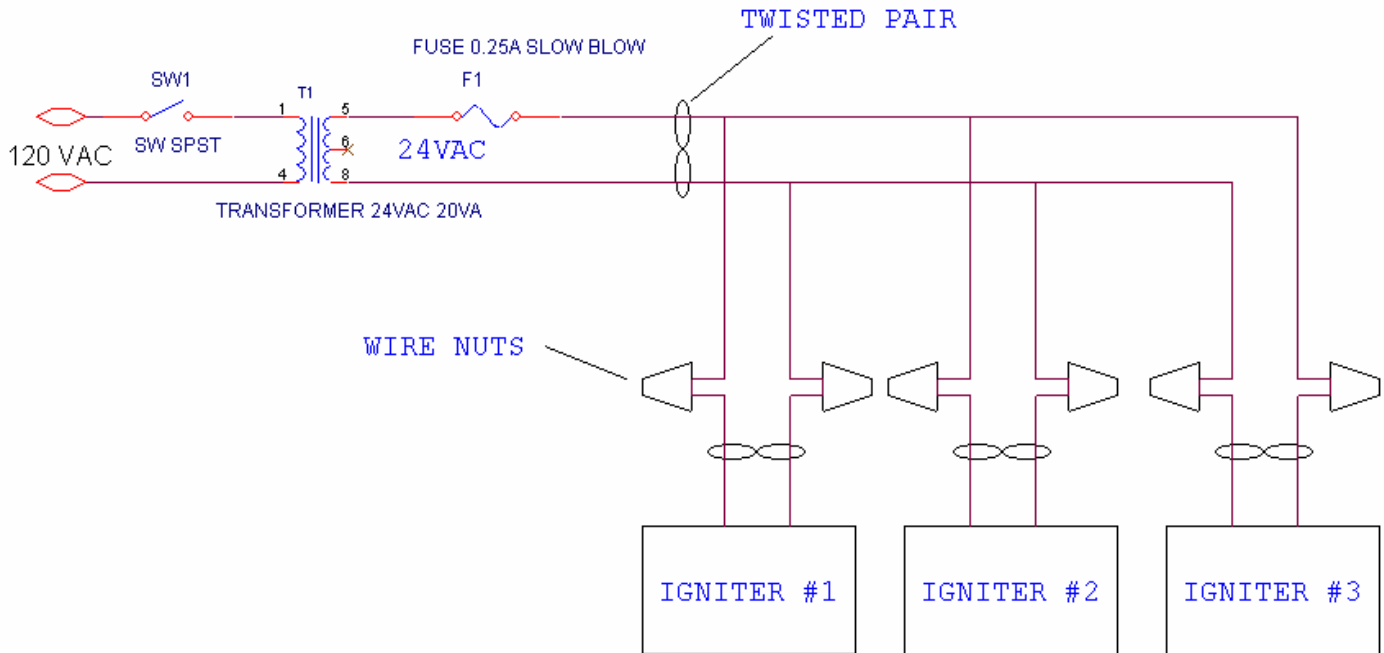 TWISTED PAIR
FUSE 0.25A SLOW BLOW
SW1
T1
F1
1
5
SW SPST
6
120 VAC
24VAC
4
8
TRANSFORMER 24VAC 20VA
WIRE NUTS
IGNITER #1
IGNITER #2
IGNITER #3